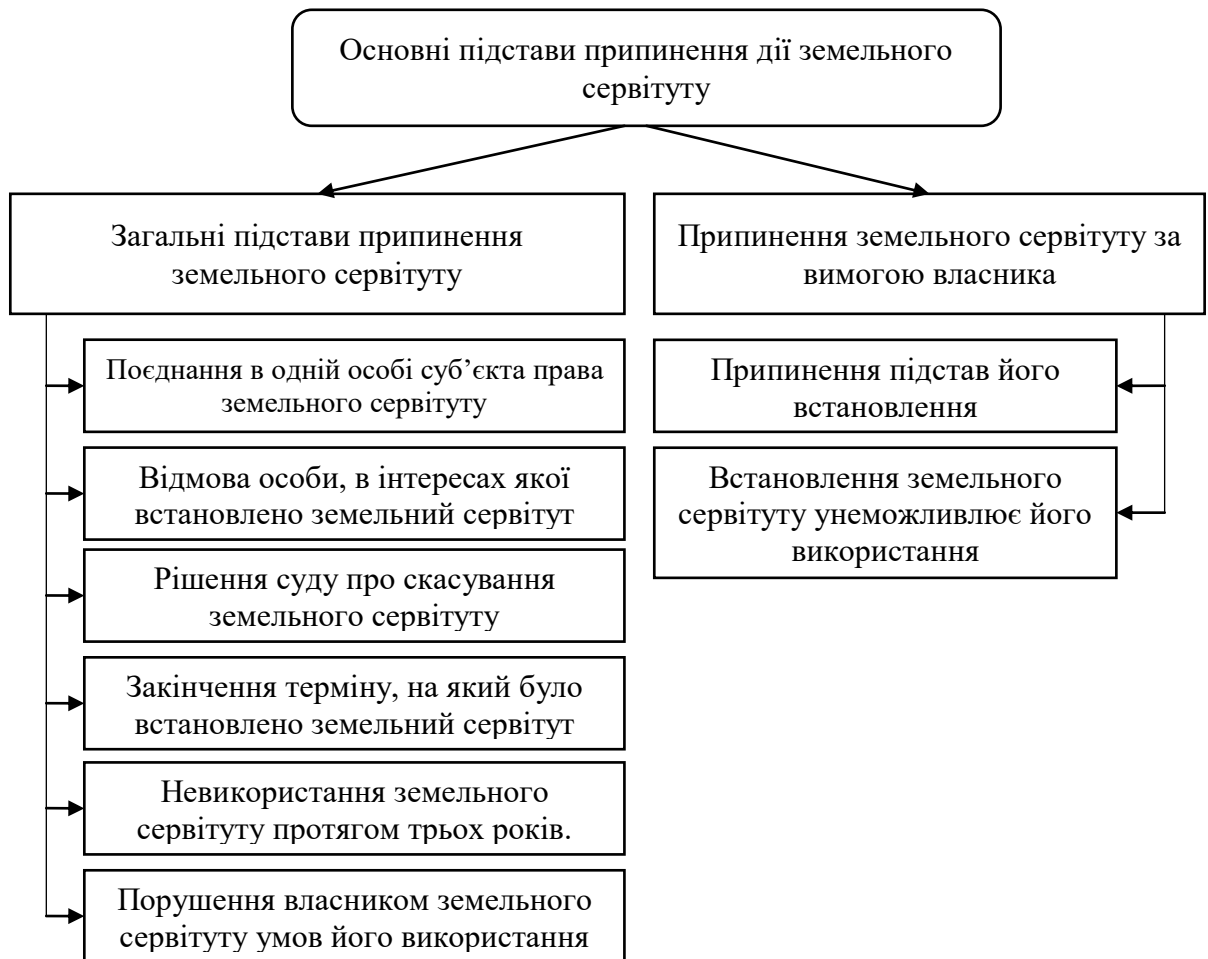 Основні підстави припинення дії земельного
сервітуту
Загальні підстави припинення
земельного сервітуту
Поєднання в одній особі суб’єкта права
земельного сервітуту
Відмова особи, в інтересах якої
встановлено земельний сервітут
Рішення суду про скасування
земельного сервітуту
Закінчення терміну, на який було
встановлено земельний сервітут
Невикористання земельного
сервітуту протягом трьох років.
Порушення власником земельного
сервітуту умов його використання
Припинення земельного сервітуту за
вимогою власника
Припинення підстав його
встановлення
Встановлення земельного
сервітуту унеможливлює його
використання